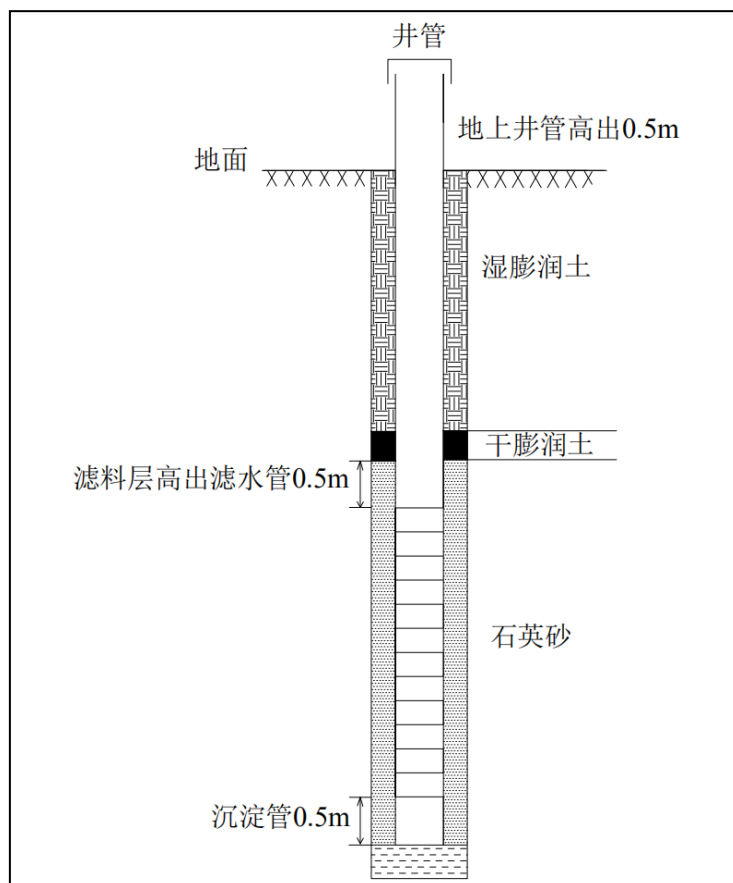 井管
地上井管高出0.5m
地面
湿膨润土
干膨润土
滤料层高出滤水管0.5m
石英砂
沉淀管0.5m